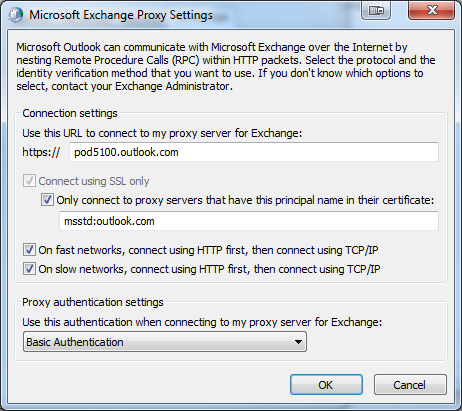 Microsoft Exchange Proxy Settings
Microsoft Outlook can communicate with Microsoft Exchange over the Internet by
nesting Remote Procedure Calls (RPC) within HTTP packets. Select the protocol and the
identity verification method that you want to use. If you don't know which options to
select, contact your Exchange Administrator.
Connection settings
Use this URL to connect to my proxy server for Exchange:
https:// pod5100.outlook.com
Connect using SSL only
Only connect to proxy servers that have this principal name in their certificate:
msstd:outlook.com
On fast networks, connect using HTTP first, then connect using TCP/IP
On slow networks, connect using HTTP first, then connect using TCP/IP
Proxy authentication settings
Use this authentication when connecting to my proxy server for Exchange:
Basic Authentication
OK Cancel